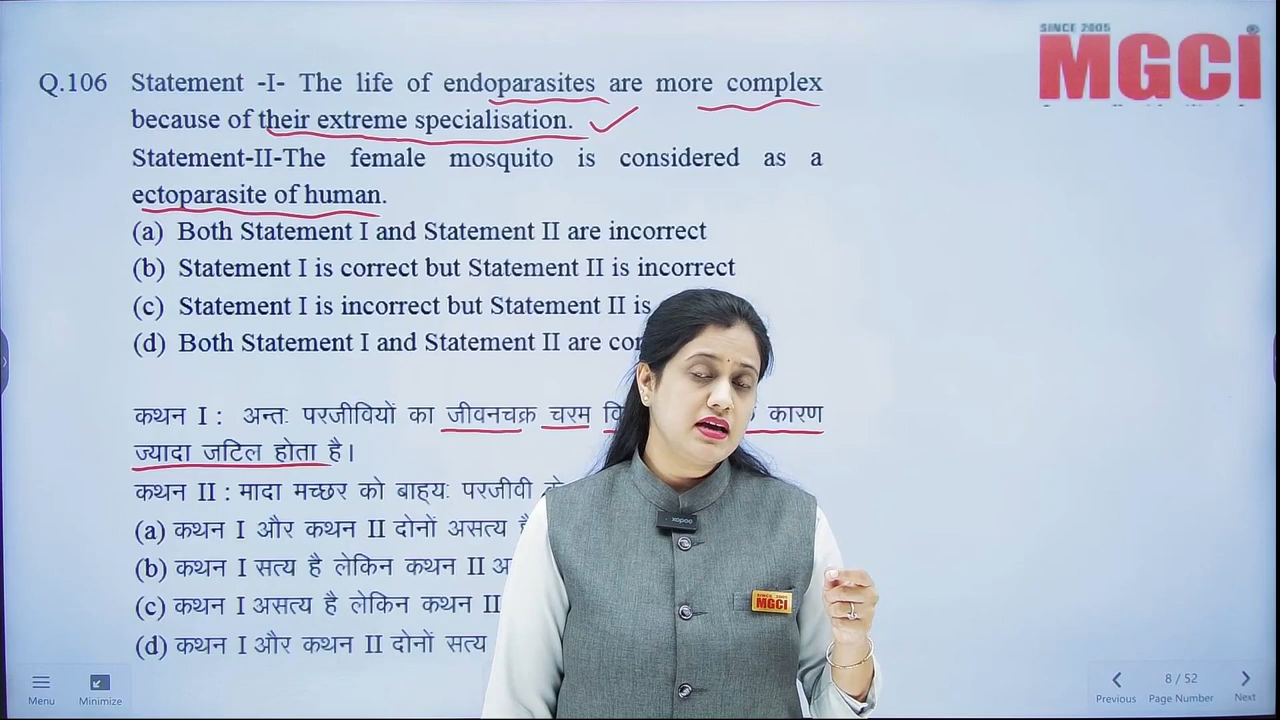 SINCE 2005
MGCI
Q.106 Statement -I- The life of endoparasites are more complex
because of their extreme specialisation.
Statement-II-The female mosquito is considered as a
ectoparasite of human.
(a) Both Statement I and Statement II are incorrect
(b) Statement I is correct but Statement II is incorrect
(c) Statement I is incorrect but Statement II is
(d) Both Statement I and Statement II are
कथन I : अन्तः परजीवियों का जीवनचक्र चरम कारण
ज्यादा जटिल होता है।
कथन II : मादा मच्छर को बाह्यः परजीवी
(a) कथन I और कथन II दोनों असत्य
(b) कथन I सत्य है लेकिन कथन II
(c) कथन I असत्य है लेकिन कथन II
(d) कथन I और कथन II दोनों सत्य
xopoo
SINCE 2005
MGCI
Menu
Minimize
8 / 52
Previous Page Number Next